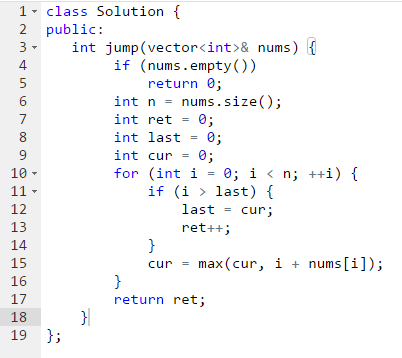 1 class Solution {
2 public:
3 int jump(vector<int>& nums) {
4 if (nums.empty())
5 return 0;
6 int n = nums.size();
7 int ret = 0;
8 int last = 0;
9 int cur = 0;
10 for (int i = 0; i < n; ++i) {
11 if (i > last) {
12 last = cur;
13 ret++;
14 }
15 cur = max(cur, i + nums[i]);
16 }
17 return ret;
18 }
19 };